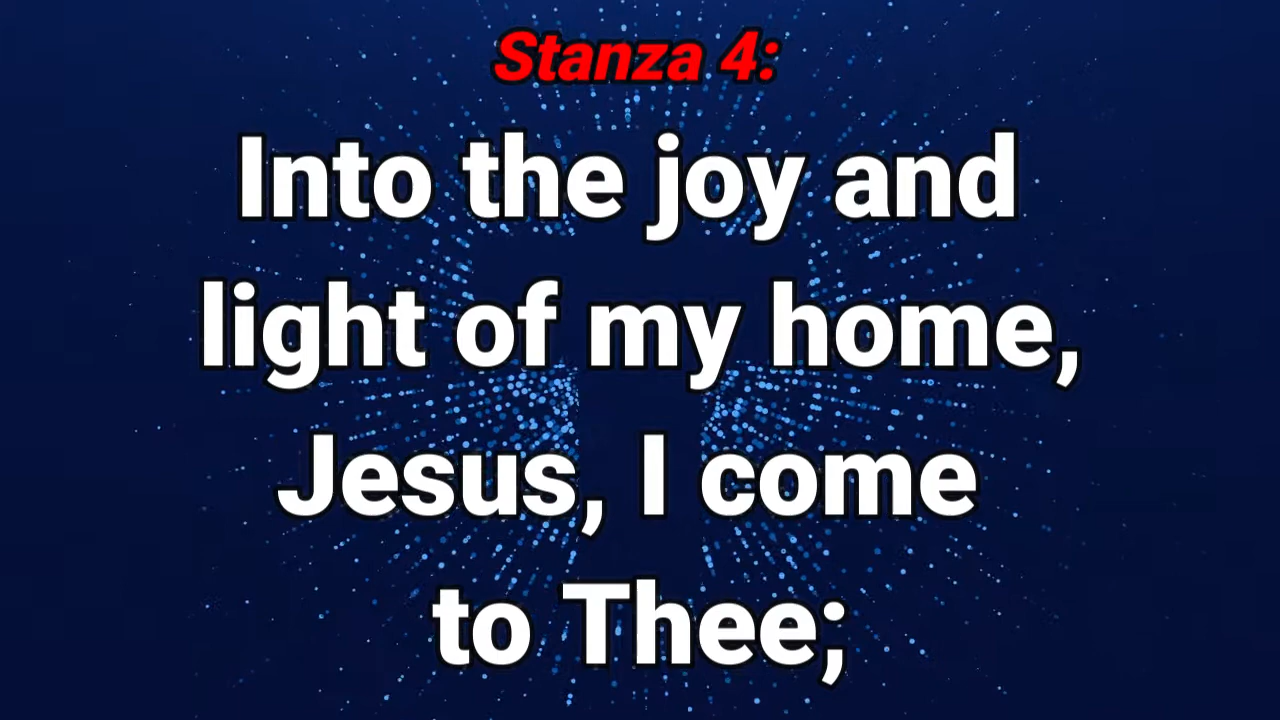 Stanza 4:
Into the joy and
light of my home,
Jesus, I come
to Thee;